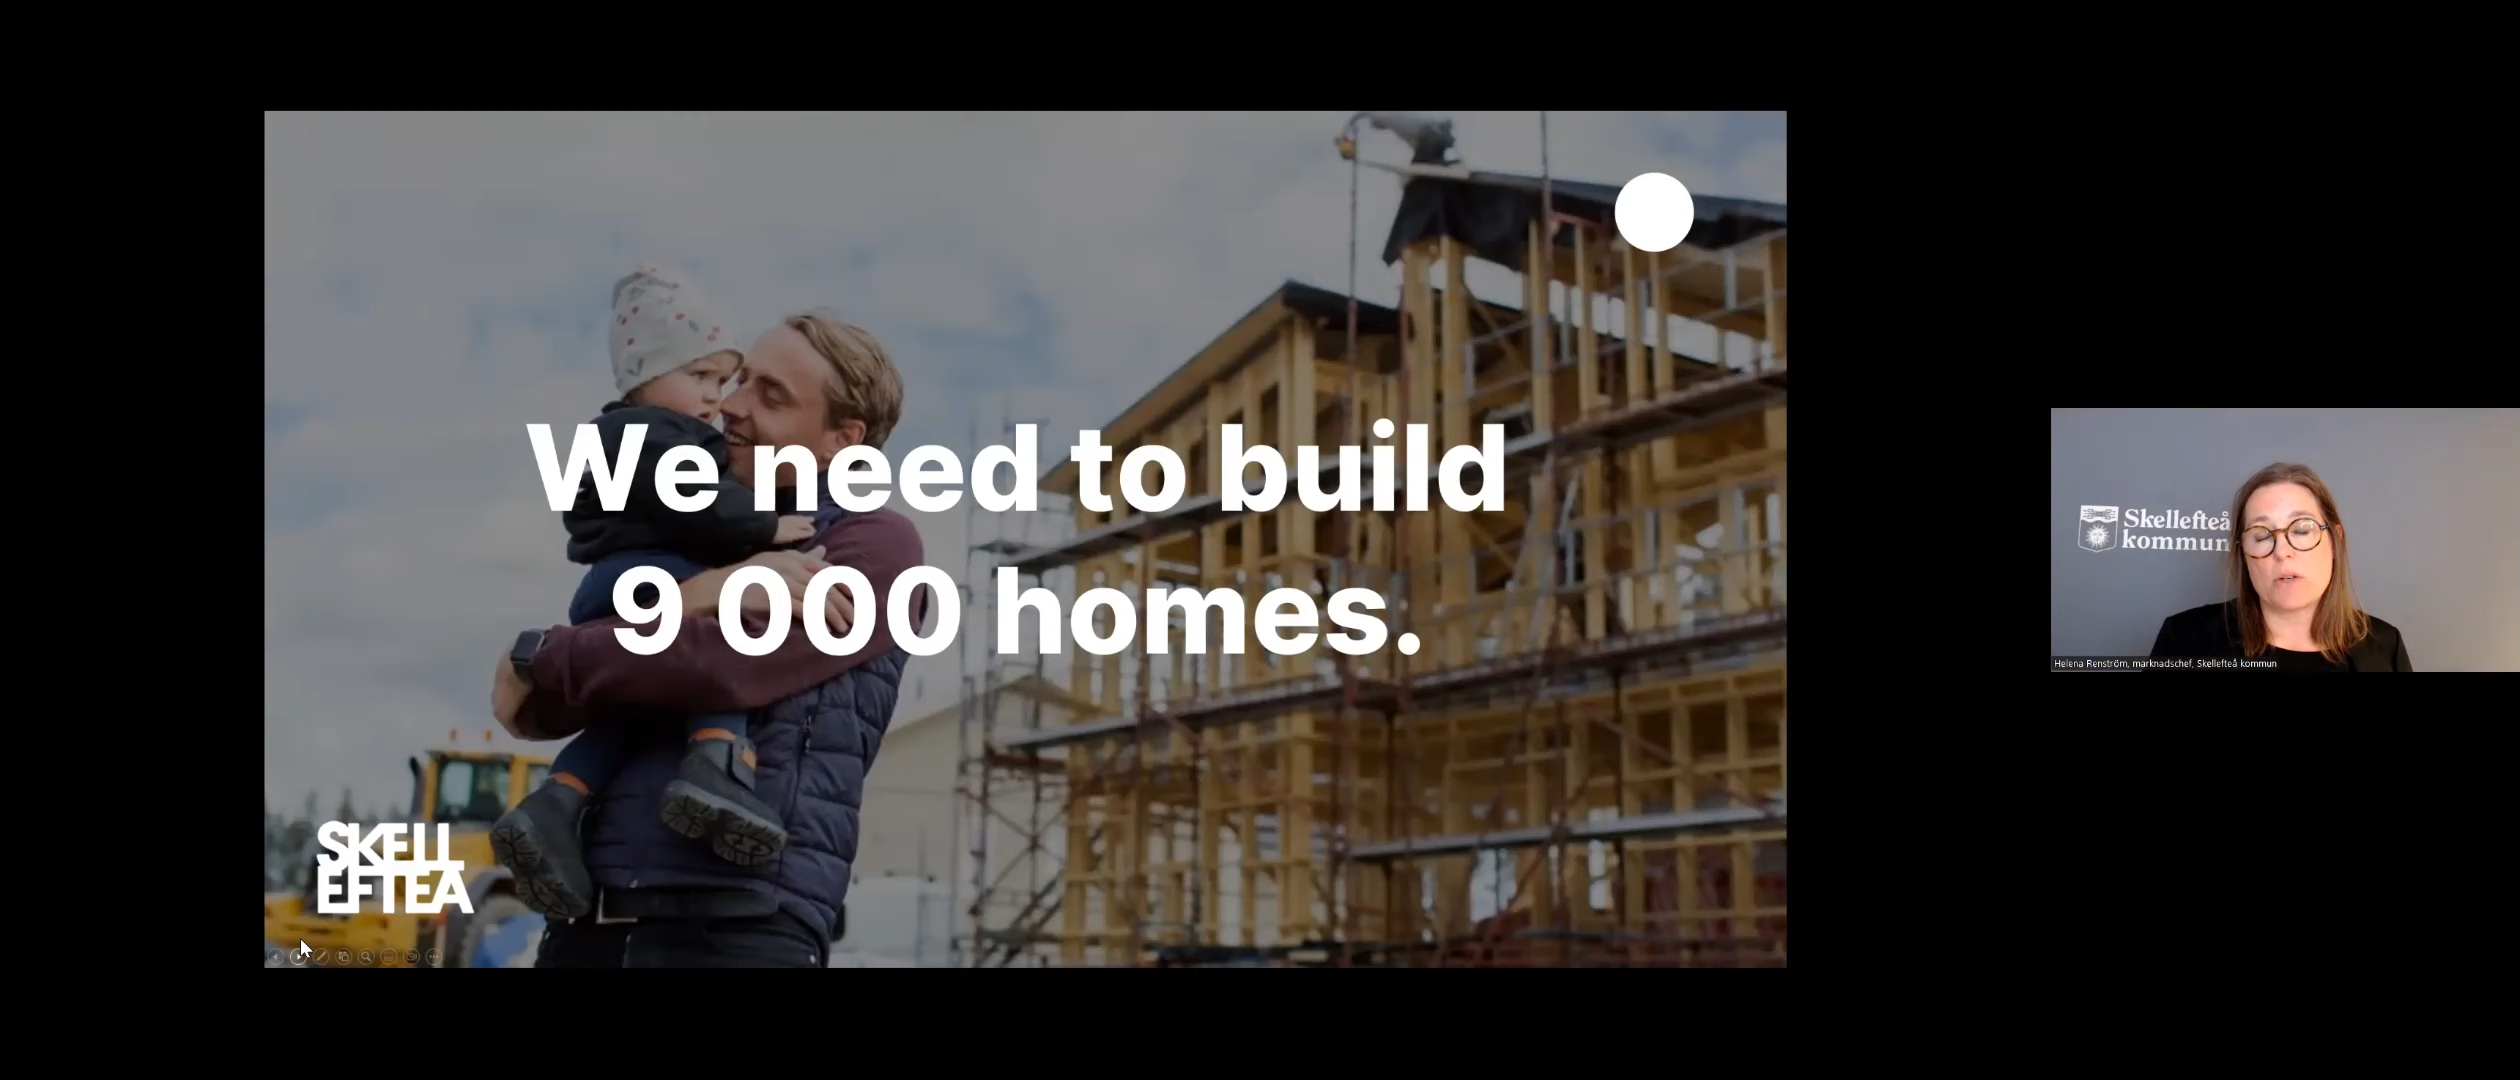 We need to build
9 000 homes.
SKELL
EFTEA
Skellefteå
kommun
Helena Renström, marknadschef, Skellefteå kommun